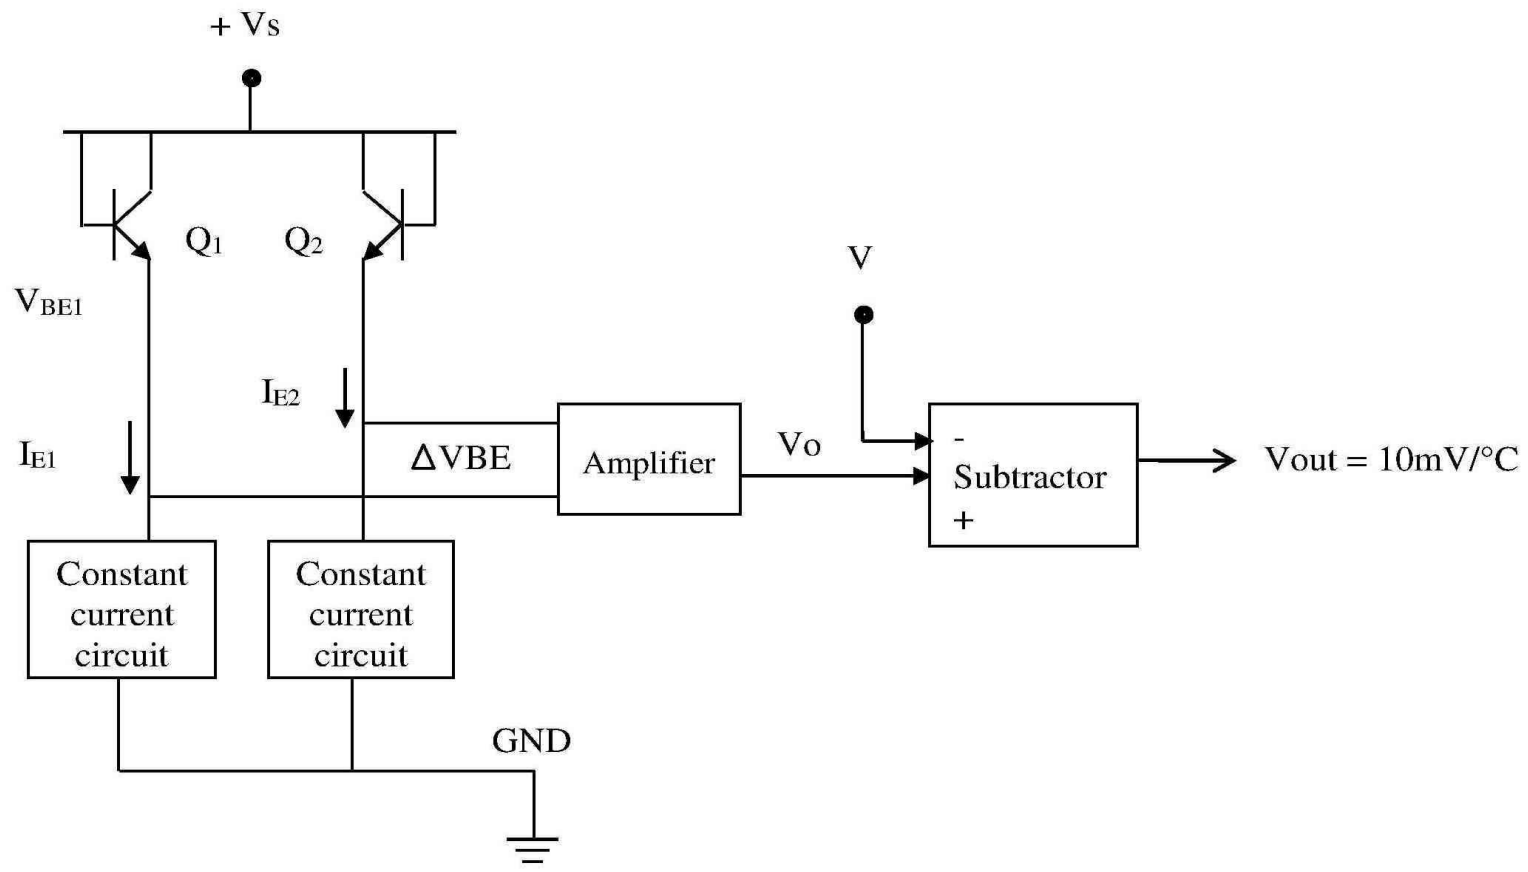 + Vs
Q1
Q2
VBE1
V
IE2
IE1
ΔVBE
Amplifier
Vo
-
Subtractor
+
Vout = 10mV/°C
Constant
current
circuit
Constant
current
circuit
GND